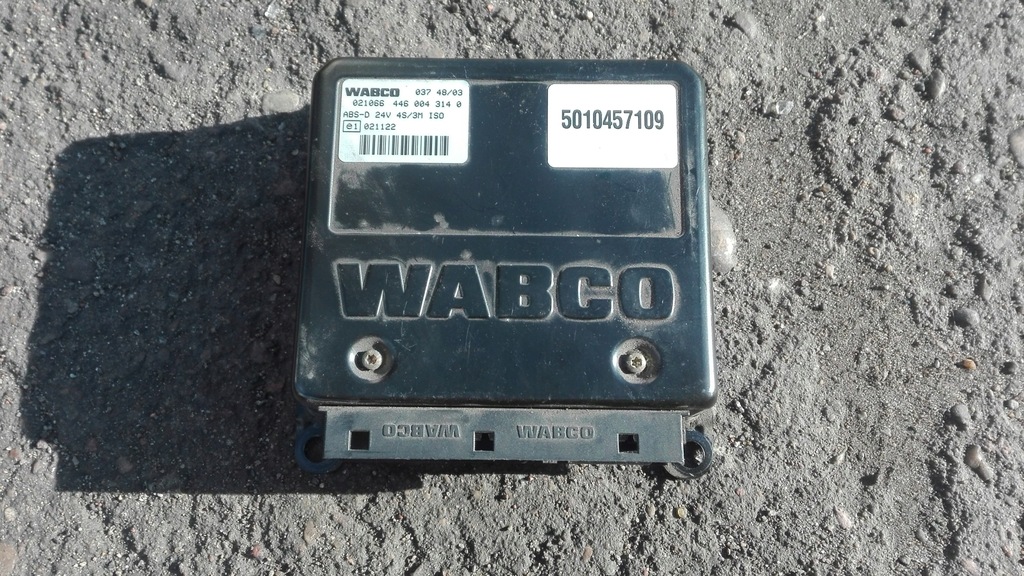 WABCO 037 48/03
021066 446 004 314 0
ABS-D 24V 4S/3M ISO
e1 021122
5010457109
WABCO
WABCO WABCO